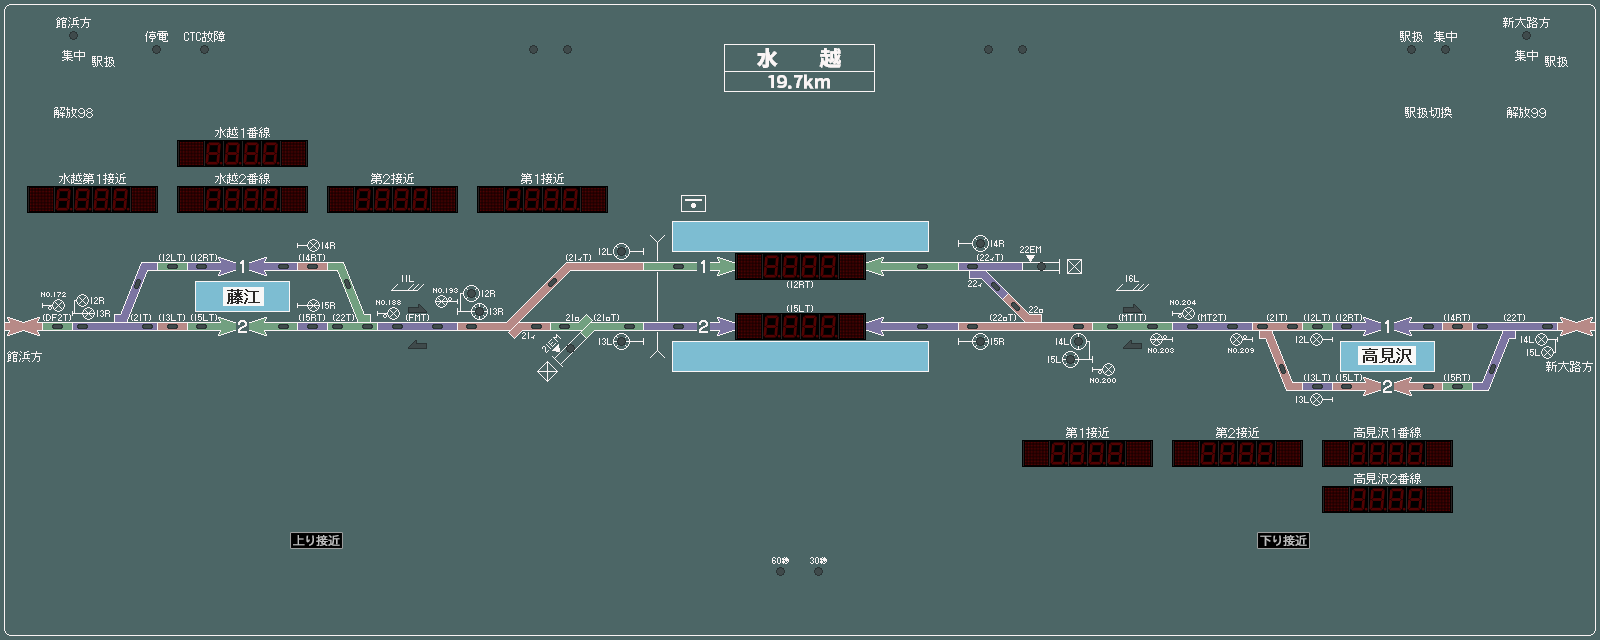 館浜方
集中 駅扱
停電 CTC故障
水 越
19.7km
駅扱 集中
新大路方
集中 駅扱
解放98
駅扱切換
解放99
水越1番線
水越第1接近
水越2番線
第2接近
第1接近
14R
(12LT) (12RT) 1 (14RT)
藤江
NO.172 12R 13R
15R
(DF2T) (21T) (13LT) (15LT) 2 (15RT) (22T)
NO.188
11L
(FMT)
NO.193 12R 13R
館浜方
(21ィT)
12L
1
(12RT)
14R
22EM
(22ィT)
22ィ
21ィ
21ロ (21ロT)
21EM
13L
2
(15LT)
(22ロT)
22ロ
15R
14L
15L
NO.200
16L
(MT1T)
NO.203
NO.204
(MT2T)
NO.209
(21T) (12LT) (12RT) 1 (14RT) (22T)
12L
高見沢
14L
15L
新大路方
(13LT) (15LT) 2 (15RT)
13L
第1接近
第2接近
高見沢1番線
高見沢2番線
上り接近
下り接近
60秒 30秒